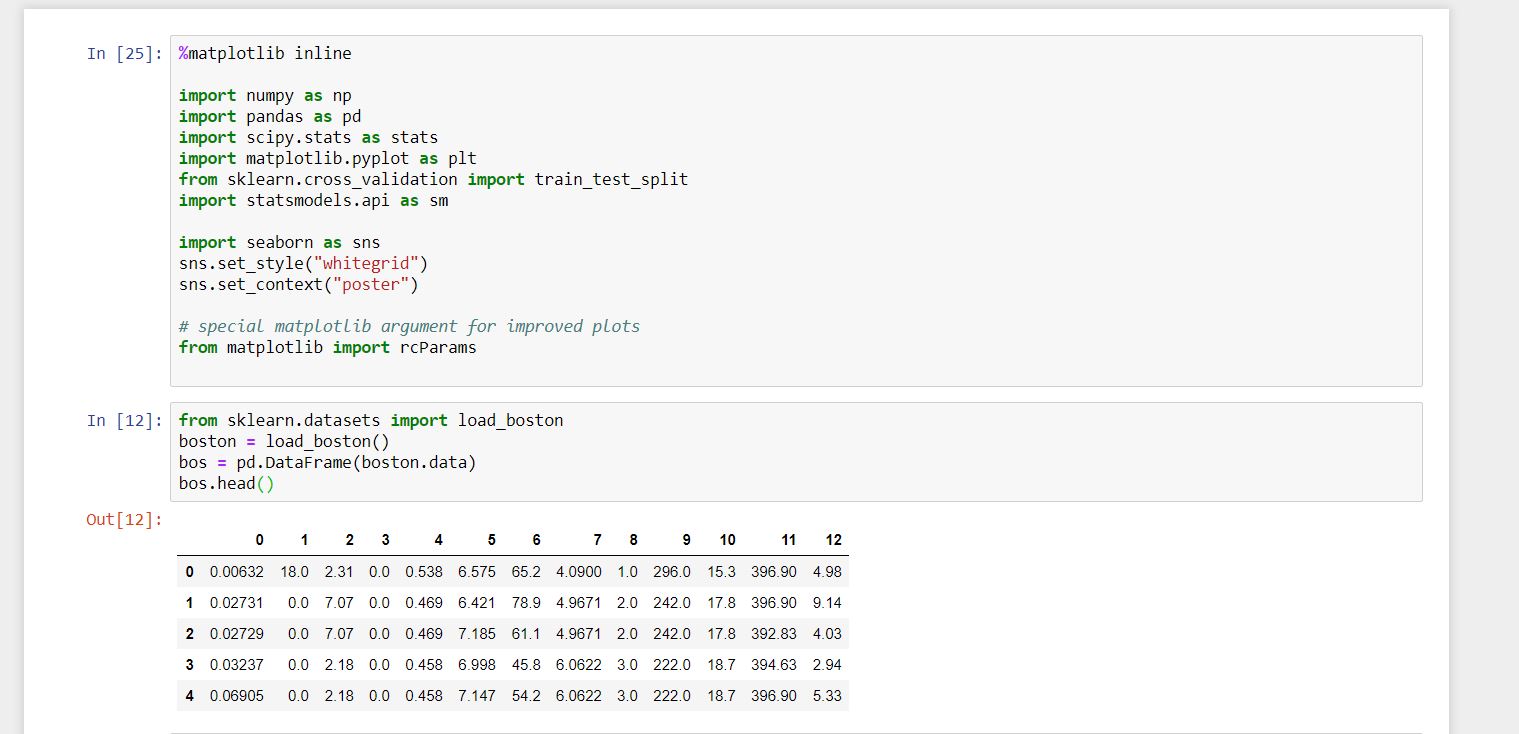 In [25]: %matplotlib inline
import numpy as np
import pandas as pd
import scipy.stats as stats
import matplotlib.pyplot as plt
from sklearn.cross_validation import train_test_split
import statsmodels.api as sm
import seaborn as sns
sns.set_style("whitegrid")
sns.set_context("poster")
# special matplotlib argument for improved plots
from matplotlib import rcParams
In [12]: from sklearn.datasets import load_boston
boston = load_boston()
bos = pd.DataFrame(boston.data)
bos.head()
Out[12]:
0 1 2 3 4 5 6 7 8 9 10 11 12
0 0.00632 18.0 2.31 0.0 0.538 6.575 65.2 4.0900 1.0 296.0 15.3 396.90 4.98
1 0.02731 0.0 7.07 0.0 0.469 6.421 78.9 4.9671 2.0 242.0 17.8 396.90 9.14
2 0.02729 0.0 7.07 0.0 0.469 7.185 61.1 4.9671 2.0 242.0 17.8 392.83 4.03
3 0.03237 0.0 2.18 0.0 0.458 6.998 45.8 6.0622 3.0 222.0 18.7 394.63 2.94
4 0.06905 0.0 2.18 0.0 0.458 7.147 54.2 6.0622 3.0 222.0 18.7 396.90 5.33